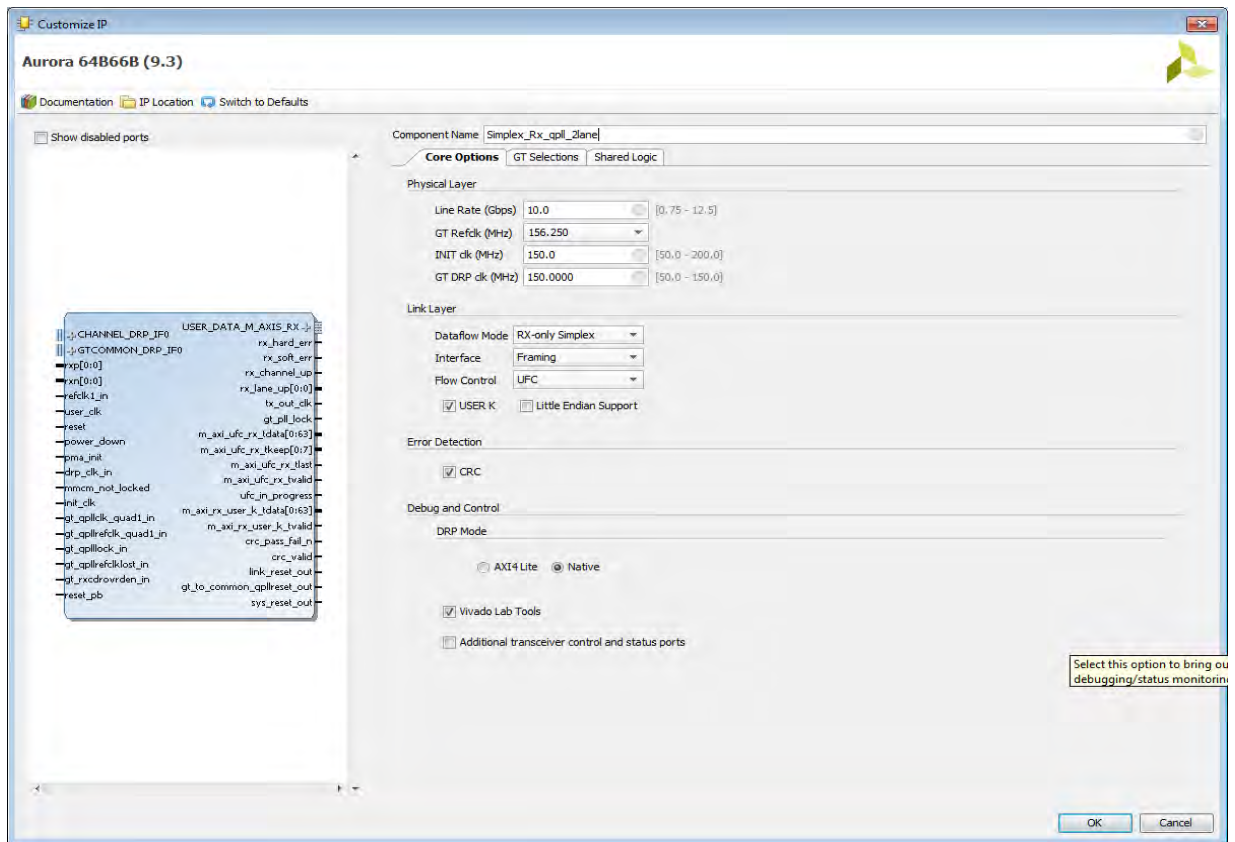 Customize IP
Aurora 64B66B (9.3)
Documentation IP Location Switch to Defaults
Show disabled ports
CHANNEL_DRP_IF0
GTCOMMON_DRP_IF0
rxp[0:0]
rxn[0:0]
refclk1_in
user_clk
reset
power_down
pma_init
drp_clk_in
mmcm_not_locked
init_clk
gt_qpllclk_quad1_in
gt_qpllrefclk_quad1_in
gt_qplllock_in
gt_qpllrefclklost_in
gt_rxcdrovrden_in
reset_pb
USER_DATA_M_AXIS_RX
rx_hard_err
rx_soft_err
rx_channel_up
rx_lane_up[0:0]
tx_out_clk
gt_pll_lock
m_axi_ufc_rx_tdata[0:63]
m_axi_ufc_rx_tkeep[0:7]
m_axi_ufc_rx_tlast
m_axi_ufc_rx_tvalid
ufc_in_progress
m_axi_rx_user_k_tdata[0:63]
m_axi_rx_user_k_tvalid
crc_pass_fail_n
crc_valid
link_reset_out
gt_to_common_qpllreset_out
sys_reset_out
Component Name Simplex_Rx_qpll_2lane
Core Options GT Selections Shared Logic
Physical Layer
Line Rate (Gbps) 10.0 [0.75 - 12.5]
GT Refclk (MHz) 156.250
INIT clk (MHz) 150.0 [50.0 - 200.0]
GT DRP clk (MHz) 150.0000 [50.0 - 150.0]
Link Layer
Dataflow Mode RX-only Simplex
Interface Framing
Flow Control UFC
USER K Little Endian Support
Error Detection
CRC
Debug and Control
DRP Mode
AXI4 Lite Native
Vivado Lab Tools
Additional transceiver control and status ports
Select this option to bring ou
debugging/status monitorin
OK Cancel